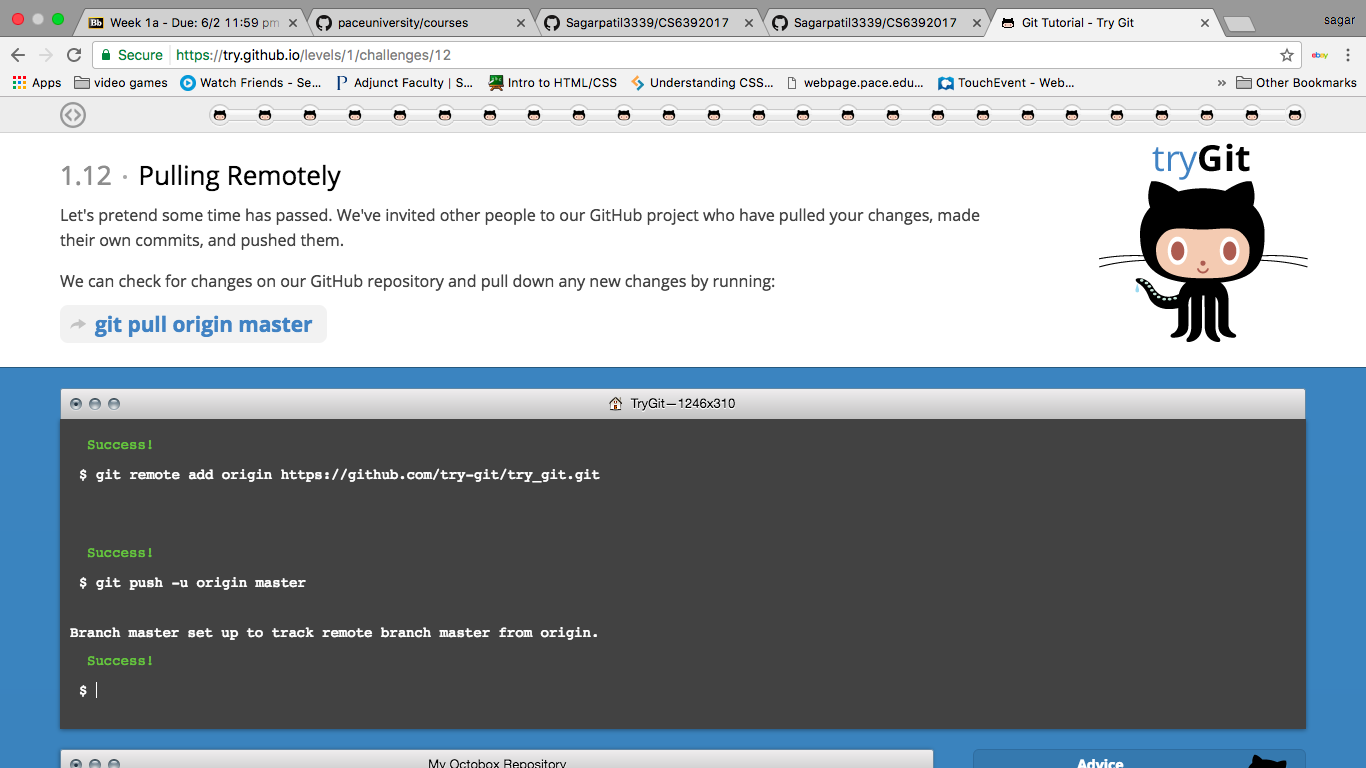 Week 1a - Due: 6/2 11:59 pm
paceuniversity/courses
Sagarpatil3339/CS6392017
Sagarpatil3339/CS6392017
Git Tutorial - Try Git
sagar
Secure
https://try.github.io/levels/1/challenges/12
ebay
Apps
video games
Watch Friends - Se...
Adjunct Faculty | S...
Intro to HTML/CSS
Understanding CSS...
webpage.pace.edu...
TouchEvent - Web...
»
Other Bookmarks
1.12 · Pulling Remotely
tryGit
Let's pretend some time has passed. We've invited other people to our GitHub project who have pulled your changes, made
their own commits, and pushed them.
We can check for changes on our GitHub repository and pull down any new changes by running:
git pull origin master
TryGit—1246x310
Success!
$ git remote add origin https://github.com/try-git/try_git.git
Success!
$ git push -u origin master
Branch master set up to track remote branch master from origin.
Success!
$
My Octobox Repository
Advice